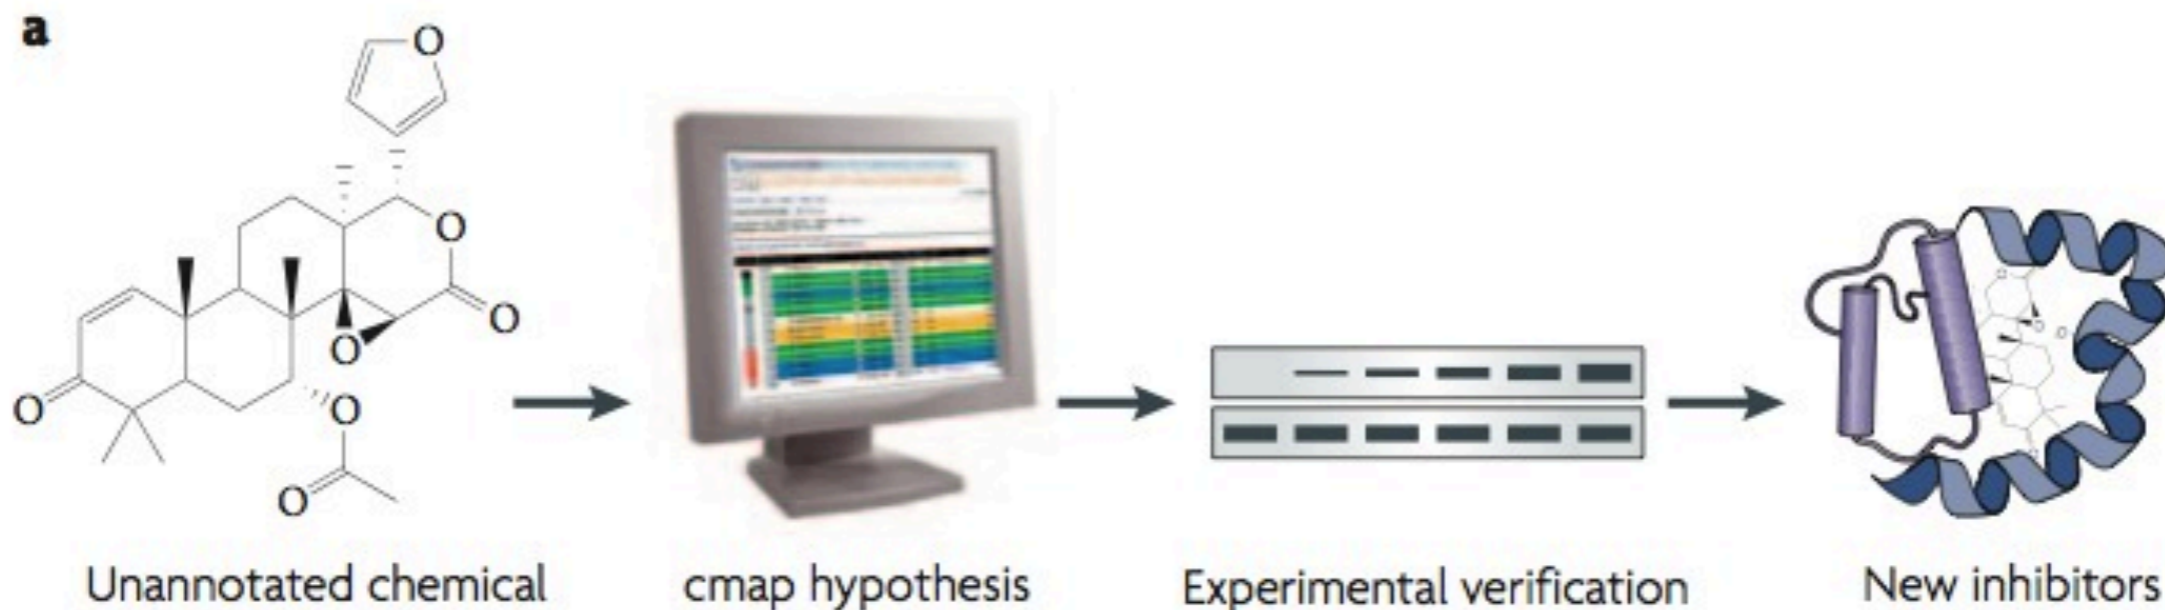 a
O
O
O
O
O
O
O
Unannotated chemical
cmap hypothesis
Experimental verification
New inhibitors